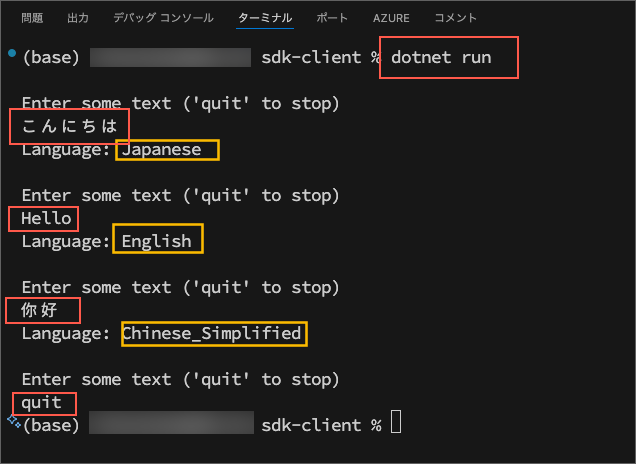 問題 出力 デバッグ コンソール ターミナル ポート AZURE コメント
(base) sdk-client % dotnet run
Enter some text ('quit' to stop)
こんにちは
Language: Japanese
Enter some text ('quit' to stop)
Hello
Language: English
Enter some text ('quit' to stop)
你好
Language: Chinese_Simplified
Enter some text ('quit' to stop)
quit
(base) sdk-client %